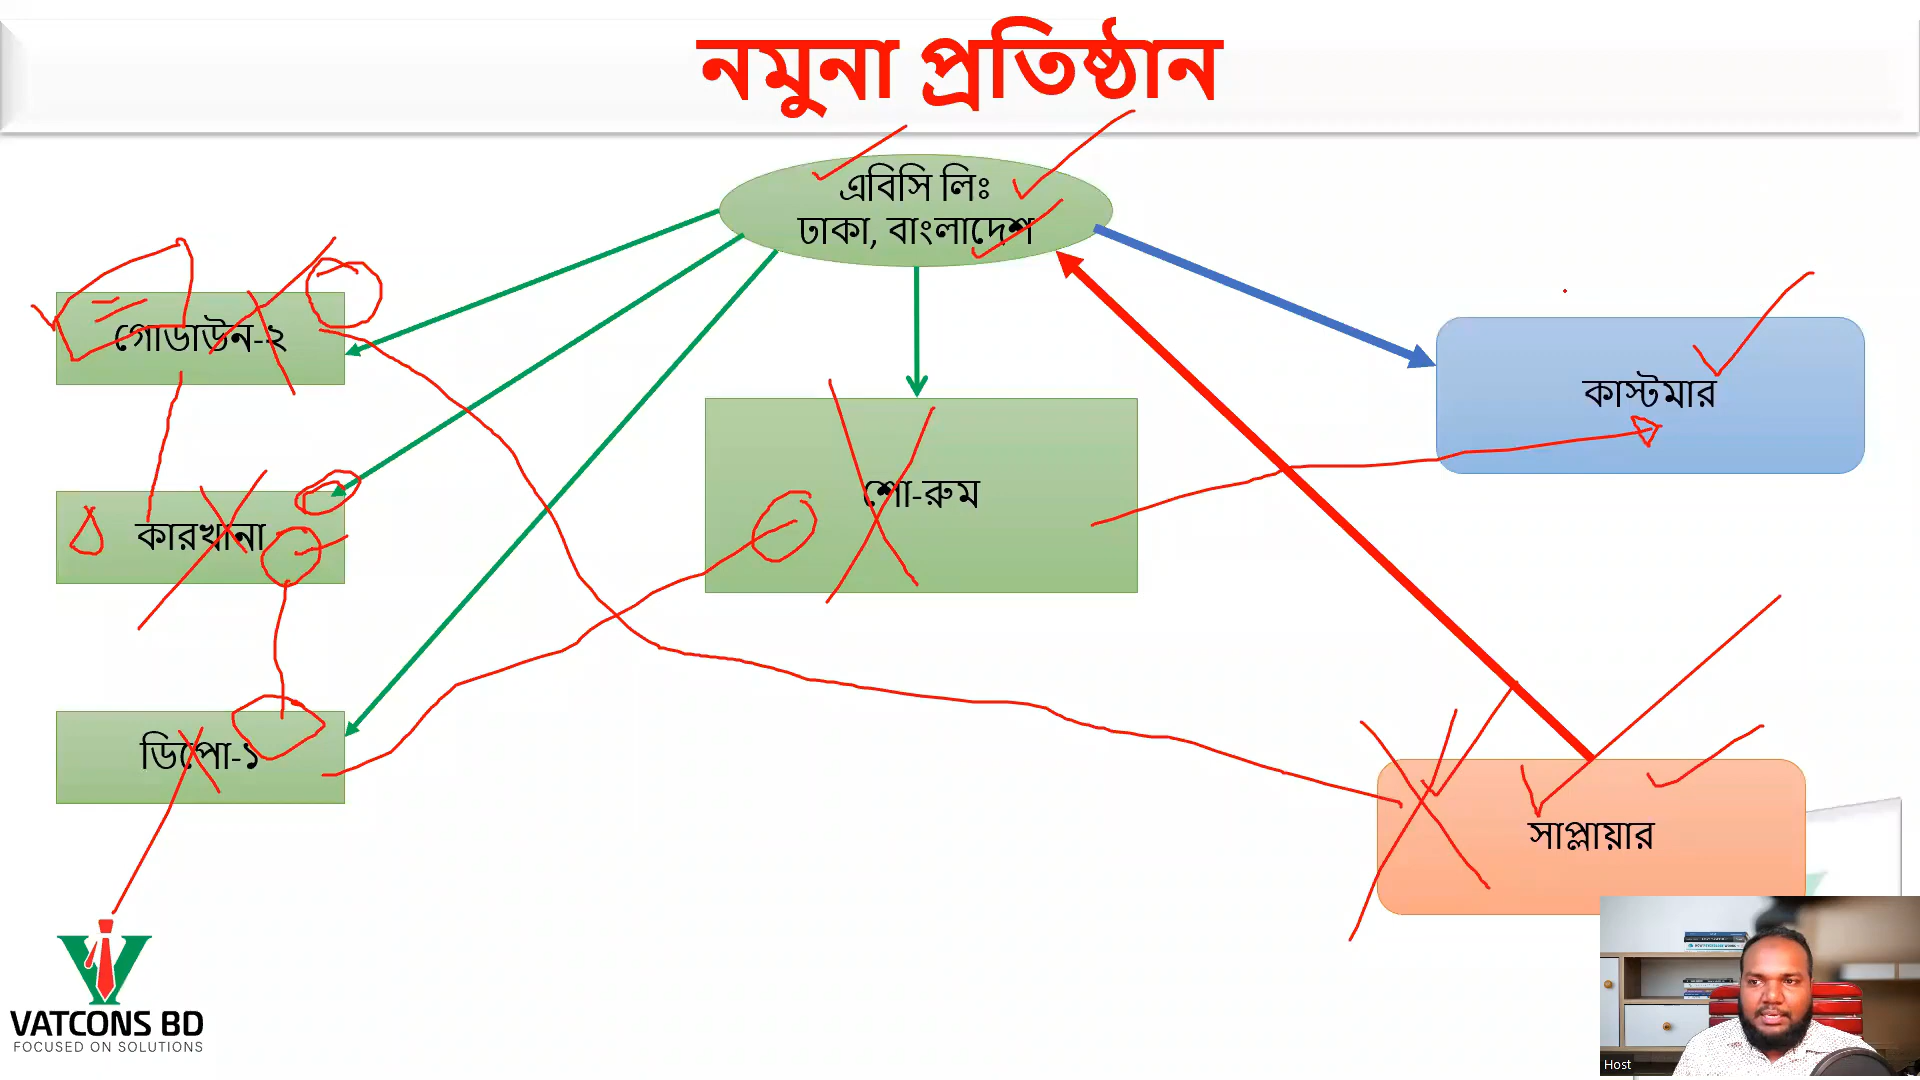 নমুনা প্রতিষ্ঠান
এবিসি লিঃ
ঢাকা, বাংলাদেশ
গোডাউন-২
কাস্টমার
শো-রুম
কারখানা
ডিপো-১
সাপ্লায়ার
VATCONS BD
FOCUSED ON SOLUTIONS
Host